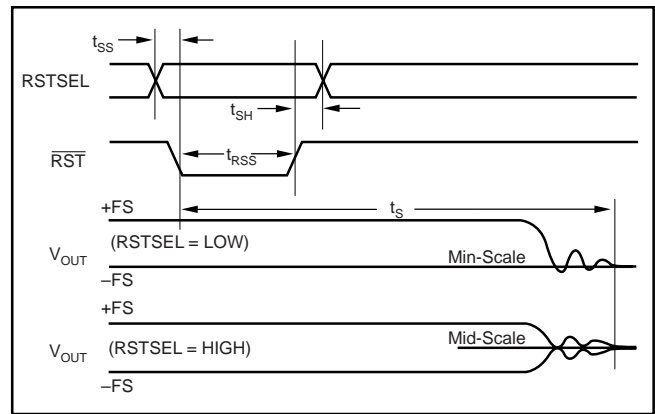 tSS
RSTSEL
tSH
RST
tRSS
+FS
tS
VOUT
(RSTSEL = LOW)
Min-Scale
–FS
+FS
VOUT
(RSTSEL = HIGH)
Mid-Scale
–FS